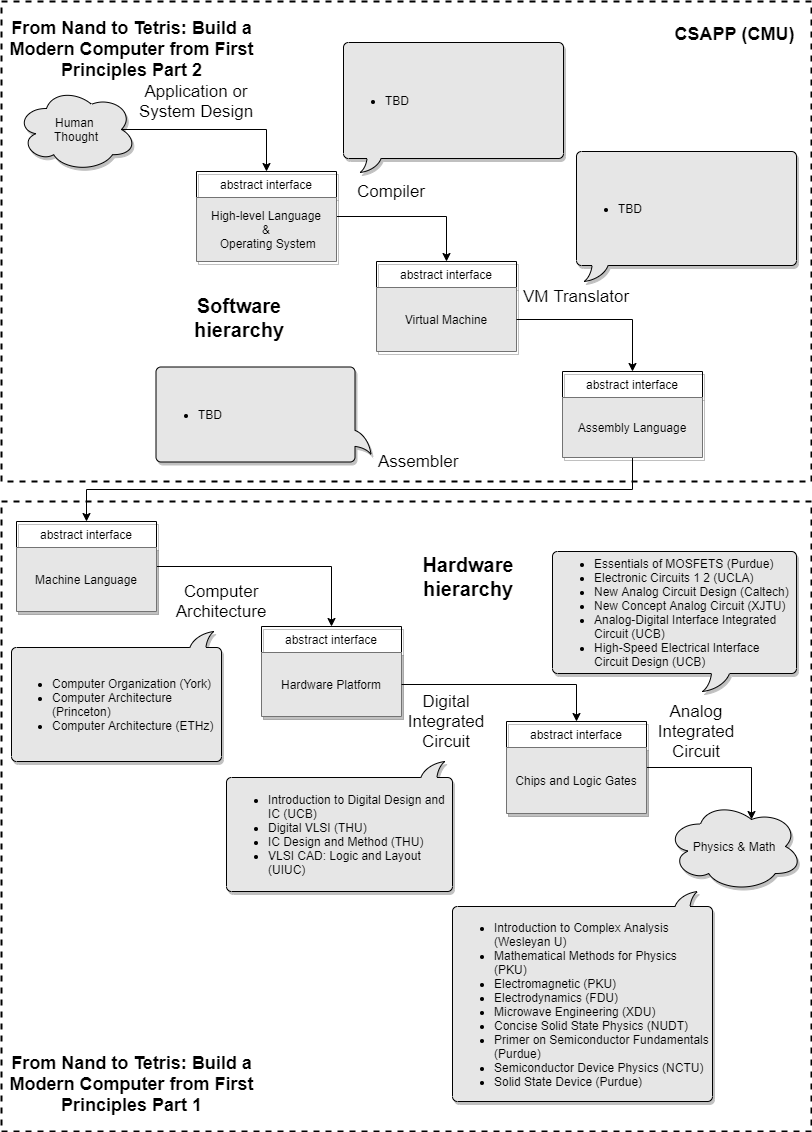 From Nand to Tetris: Build a
Modern Computer from First
Principles Part 2
CSAPP (CMU)
Human
Thought
Application or
System Design
• TBD
abstract interface
High-level Language
&
Operating System
Compiler
• TBD
abstract interface
Virtual Machine
VM Translator
Software
hierarchy
abstract interface
Assembly Language
• TBD
Assembler
abstract interface
Machine Language
Computer
Architecture
Hardware
hierarchy
• Essentials of MOSFETS (Purdue)
• Electronic Circuits 1 2 (UCLA)
• New Analog Circuit Design (Caltech)
• New Concept Analog Circuit (XJTU)
• Analog-Digital Interface Integrated
Circuit (UCB)
• High-Speed Electrical Interface
Circuit Design (UCB)
abstract interface
Hardware Platform
• Computer Organization (York)
• Computer Architecture
(Princeton)
• Computer Architecture (ETHz)
Digital
Integrated
Circuit
abstract interface
Chips and Logic Gates
Analog
Integrated
Circuit
• Introduction to Digital Design and
IC (UCB)
• Digital VLSI (THU)
• IC Design and Method (THU)
• VLSI CAD: Logic and Layout
(UIUC)
Physics & Math
• Introduction to Complex Analysis
(Wesleyan U)
• Mathematical Methods for Physics
(PKU)
• Electromagnetic (PKU)
• Electrodynamics (FDU)
• Microwave Engineering (XDU)
• Concise Solid State Physics (NUDT)
• Primer on Semiconductor Fundamentals
(Purdue)
• Semiconductor Device Physics (NCTU)
• Solid State Device (Purdue)
From Nand to Tetris: Build a
Modern Computer from First
Principles Part 1